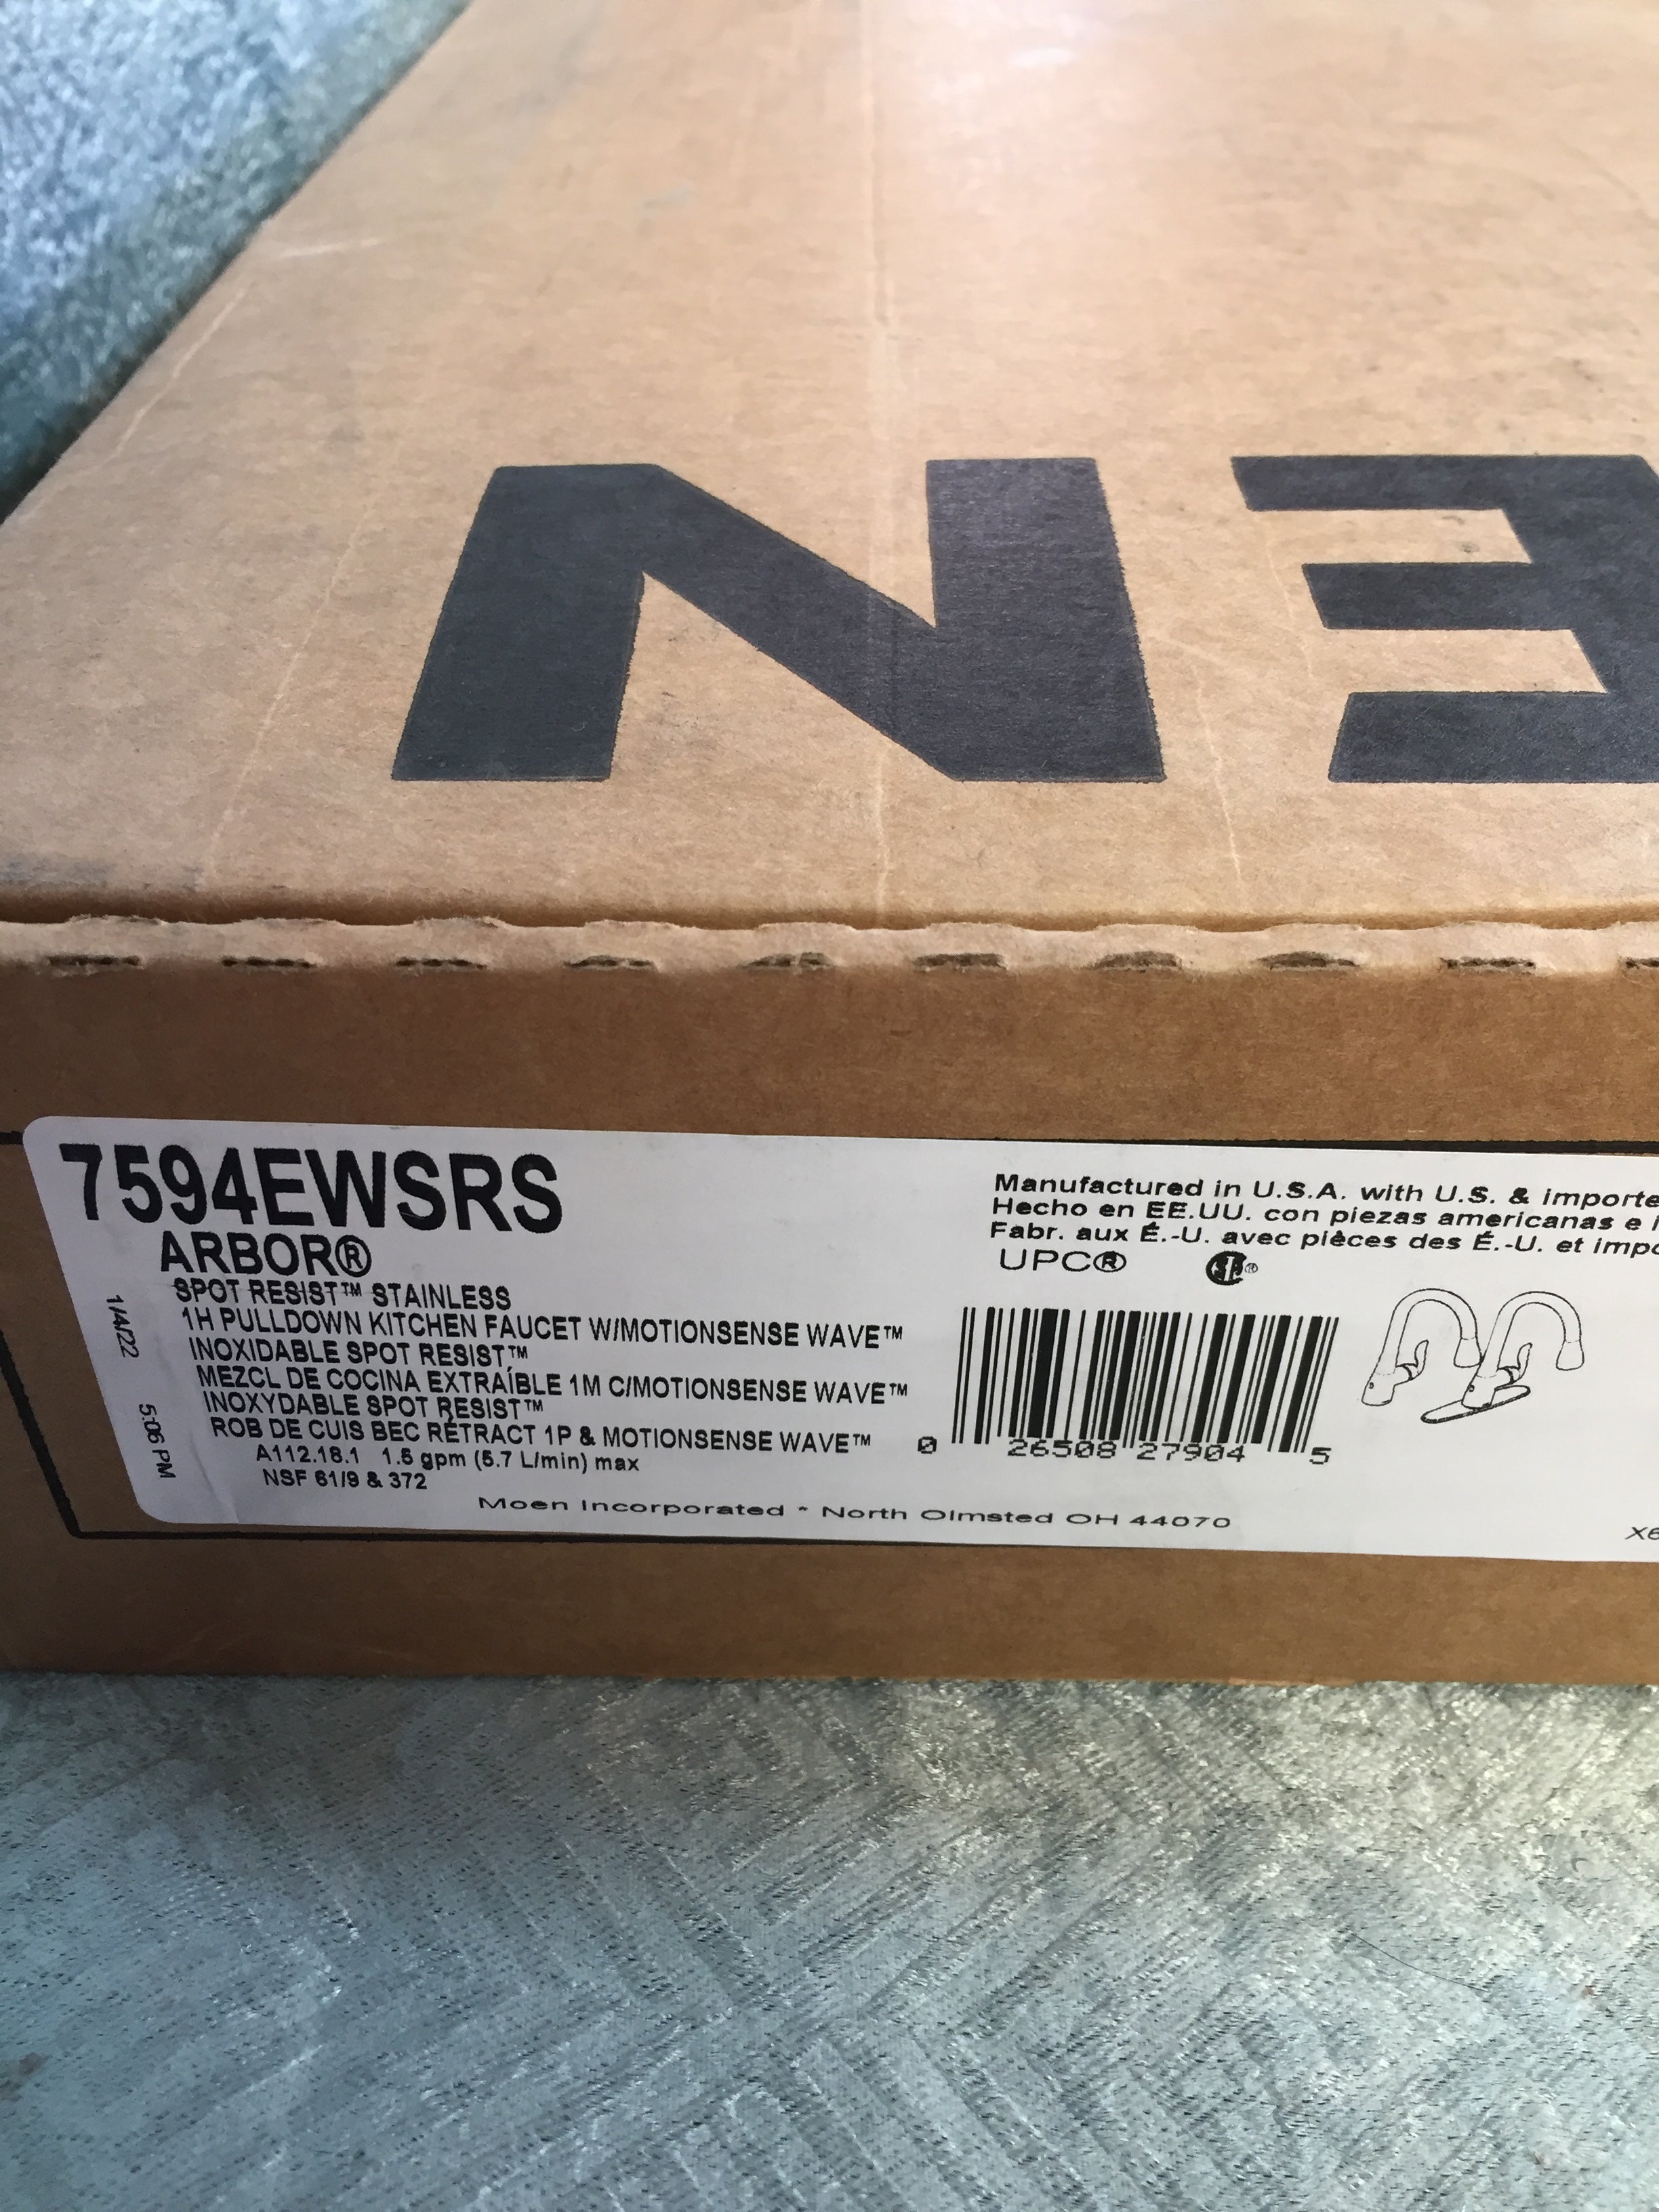 NE
7594EWSRS
ARBOR®
SPOT RESIST™ STAINLESS
1H PULLDOWN KITCHEN FAUCET W/MOTIONSENSE WAVE™
INOXIDABLE SPOT RESIST™
MEZCL DE COCINA EXTRAÍBLE 1M C/MOTIONSENSE WAVE™
INOXYDABLE SPOT RESIST™
ROB DE CUIS BEC RÉTRACT 1P & MOTIONSENSE WAVE™
A112.18.1 1.5 gpm (5.7 L/min) max
NSF 61/9 & 372
1/4/22 5:06 PM
Manufactured in U.S.A. with U.S. & importe
Hecho en EE.UU. con piezas americanas e i
Fabr. aux É.-U. avec pièces des É.-U. et impo
UPC® SA®
0 26508 27904 5
Moen Incorporated * North Olmsted OH 44070
X6